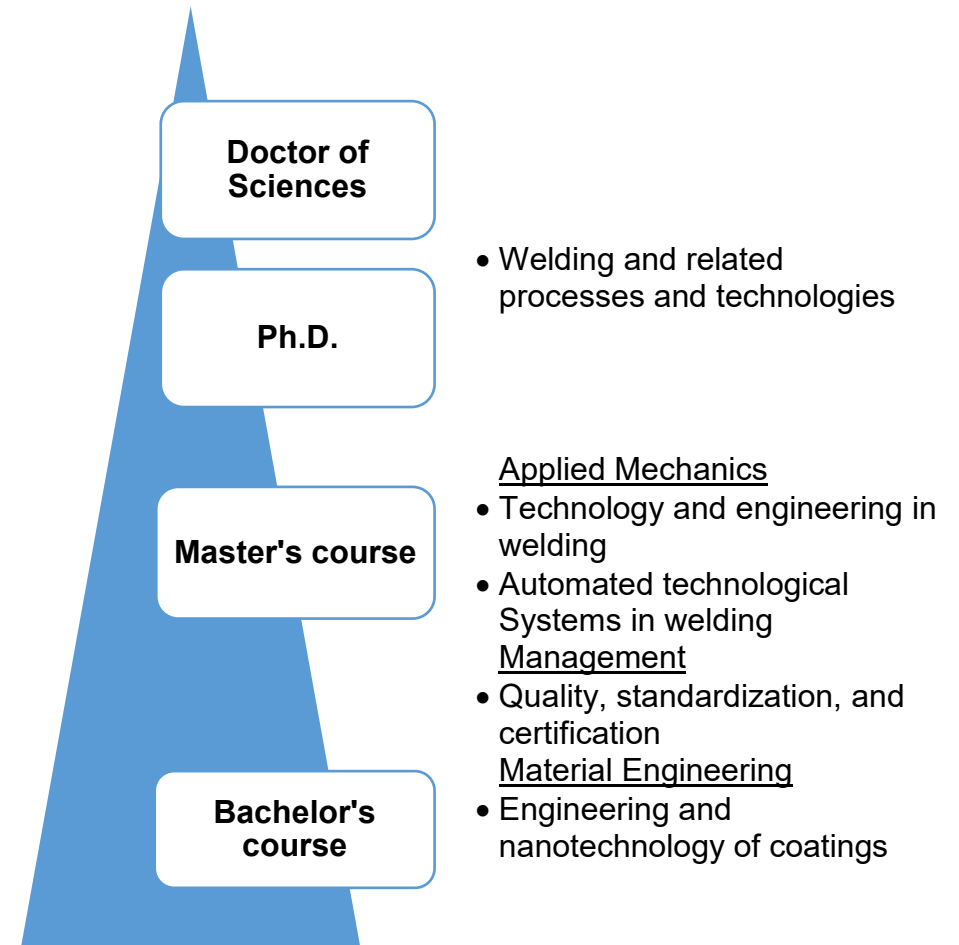 Doctor of
Sciences
• Welding and related
processes and technologies
Ph.D.
Applied Mechanics
• Technology and engineering in
welding
Master's course
• Automated technological
Systems in welding
Management
• Quality, standardization, and
certification
Material Engineering
• Engineering and
nanotechnology of coatings
Bachelor's
course